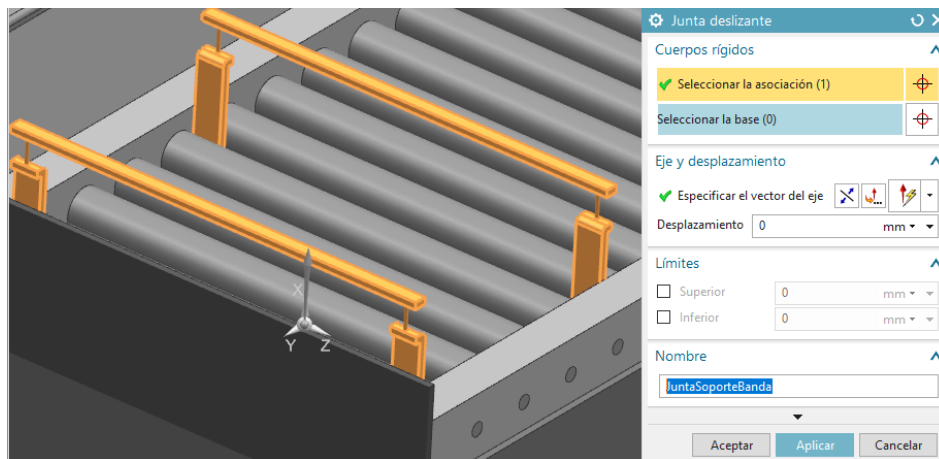 Junta deslizante
Cuerpos rígidos
Seleccionar la asociación (1)
Seleccionar la base (0)
Eje y desplazamiento
Especificar el vector del eje
Desplazamiento 0 mm
Límites
Superior 0 mm
Inferior 0 mm
Nombre
JuntaSoporteBanda
Aceptar Aplicar Cancelar
X
Y Z